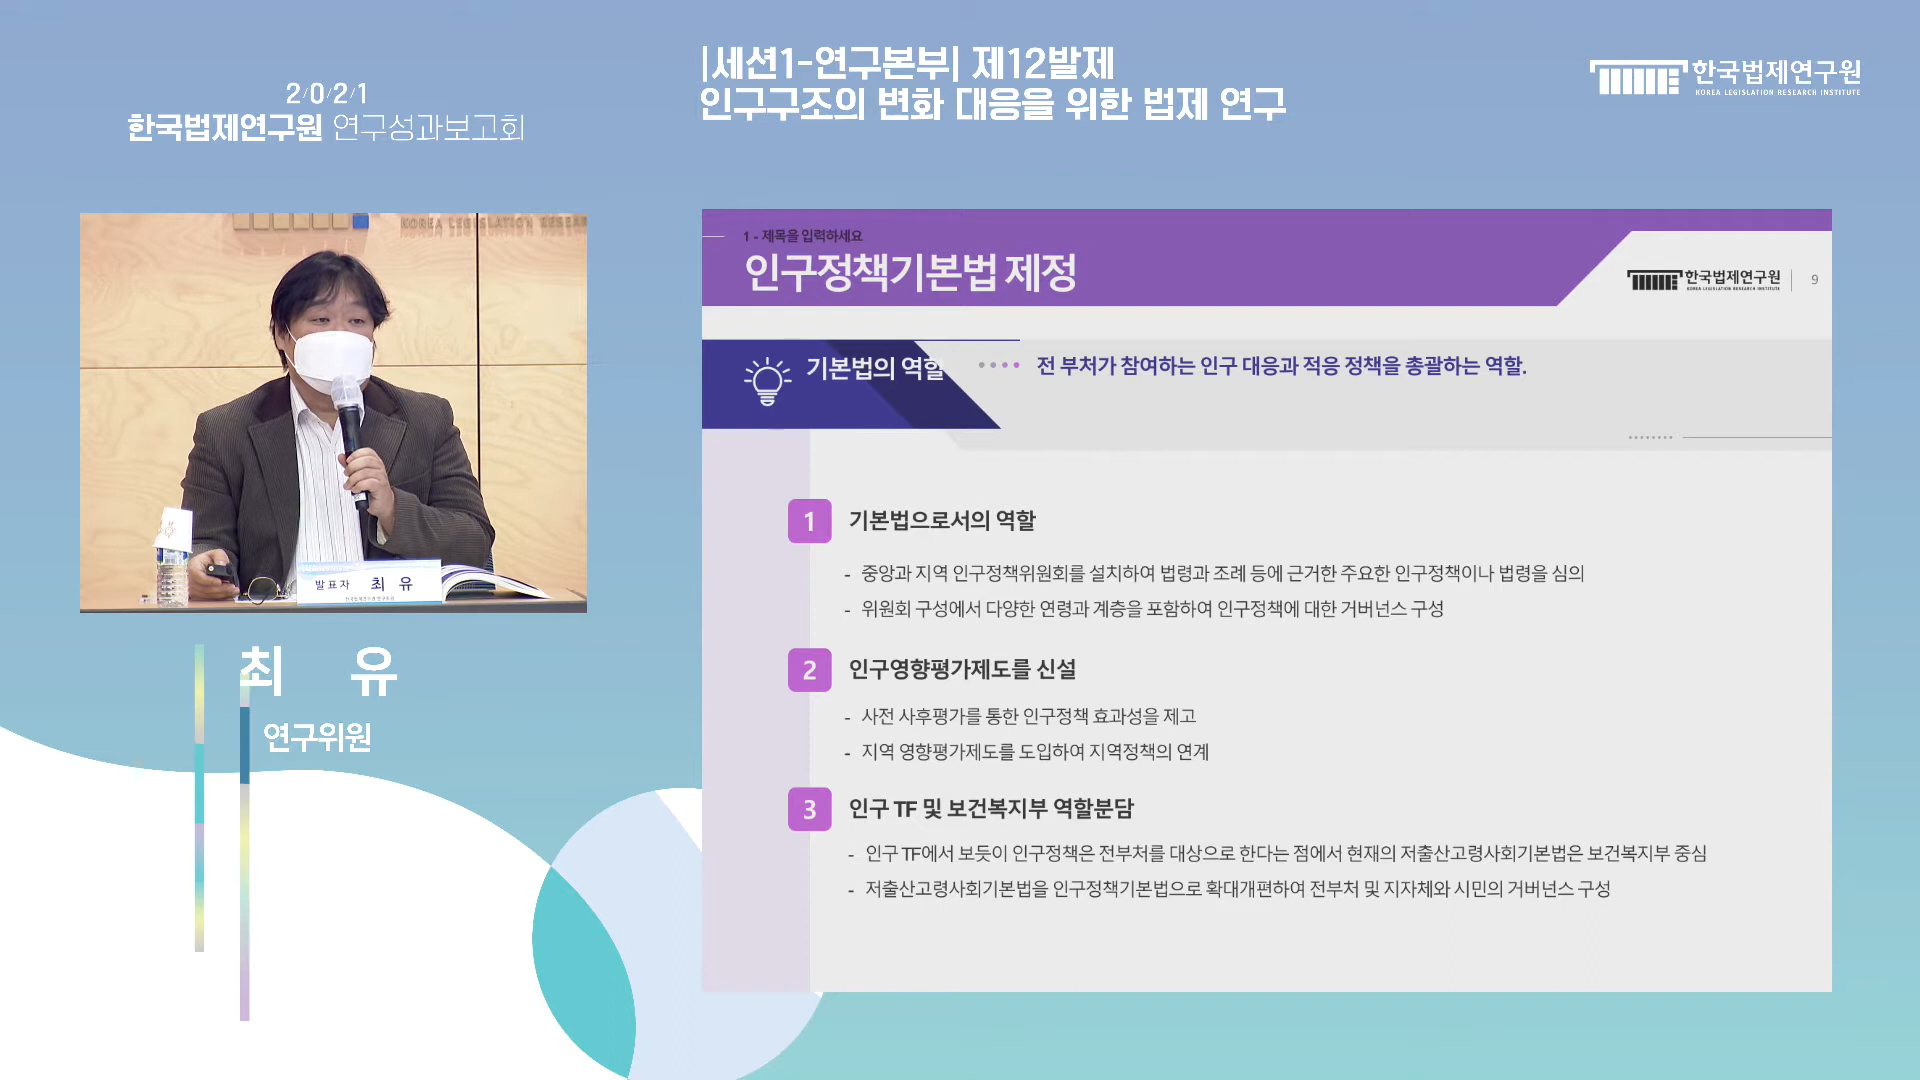 2/0/2/1
한국법제연구원 연구성과보고회
|세션1-연구본부| 제12발제
인구구조의 변화 대응을 위한 법제 연구
한국법제연구원
KOREA LEGISLATION RESEARCH INSTITUTE
KOREA LEGISLATION RESEAR
발표자 최 유
최 유
연구위원
1 - 제목을 입력하세요
인구정책기본법 제정
한국법제연구원
KOREA LEGISLATION RESEARCH INSTITUTE
9
기본법의 역할
전 부처가 참여하는 인구 대응과 적응 정책을 총괄하는 역할.
1 기본법으로서의 역할
- 중앙과 지역 인구정책위원회를 설치하여 법령과 조례 등에 근거한 주요한 인구정책이나 법령을 심의
- 위원회 구성에서 다양한 연령과 계층을 포함하여 인구정책에 대한 거버넌스 구성
2 인구영향평가제도를 신설
- 사전 사후평가를 통한 인구정책 효과성을 제고
- 지역 영향평가제도를 도입하여 지역정책의 연계
3 인구 TF 및 보건복지부 역할분담
- 인구 TF에서 보듯이 인구정책은 전부처를 대상으로 한다는 점에서 현재의 저출산고령사회기본법은 보건복지부 중심
- 저출산고령사회기본법을 인구정책기본법으로 확대개편하여 전부처 및 지자체와 시민의 거버넌스 구성